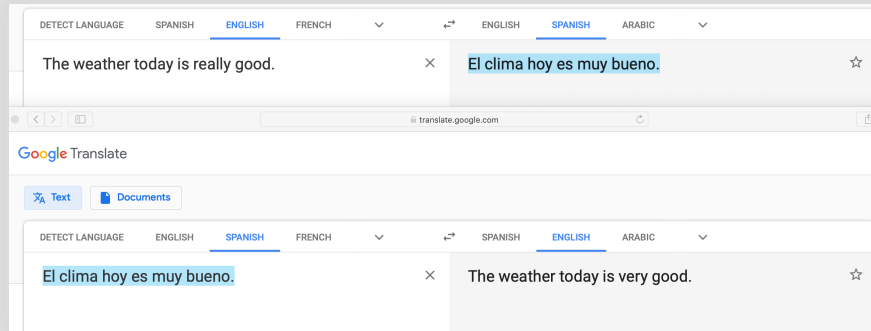 DETECT LANGUAGE SPANISH ENGLISH FRENCH ENGLISH SPANISH ARABIC
The weather today is really good. El clima hoy es muy bueno.
translate.google.com
Google Translate
Text Documents
DETECT LANGUAGE ENGLISH SPANISH FRENCH SPANISH ENGLISH ARABIC
El clima hoy es muy bueno. The weather today is very good.